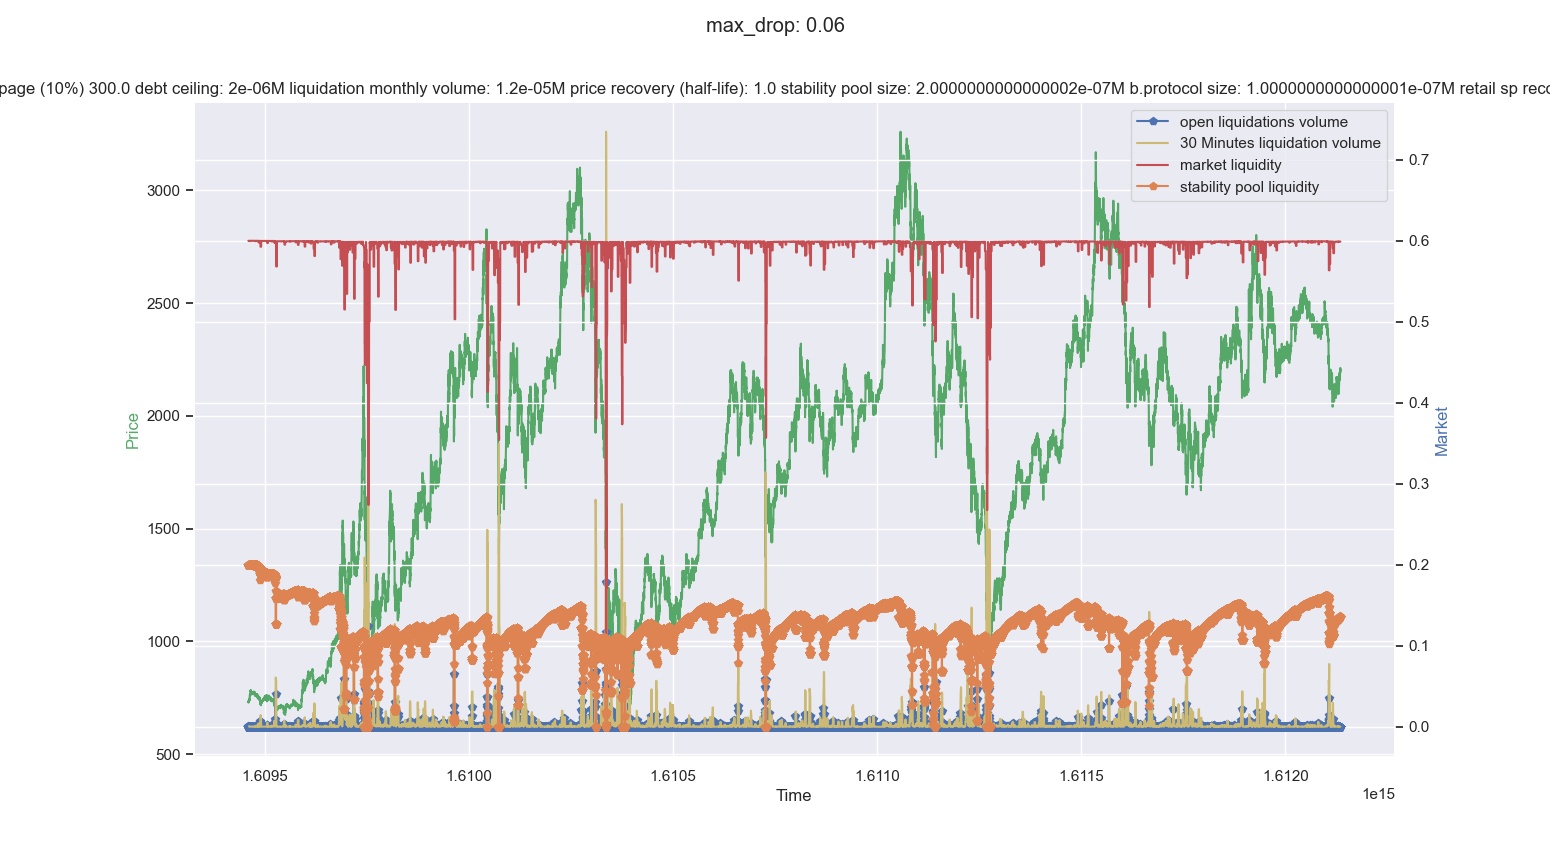 max_drop: 0.06
page (10%) 300.0 debt ceiling: 2e-06M liquidation monthly volume: 1.2e-05M price recovery (half-life): 1.0 stability pool size: 2.0000000000000002e-07M b.protocol size: 1.0000000000000001e-07M retail sp reco
open liquidations volume
30 Minutes liquidation volume
market liquidity
stability pool liquidity
3000
2500
2000
1500
1000
500
Price
0.7
0.6
0.5
0.4
0.3
0.2
0.1
0.0
Market
1.6095
1.6100
1.6105
1.6110
1.6115
1.6120
Time
1e15